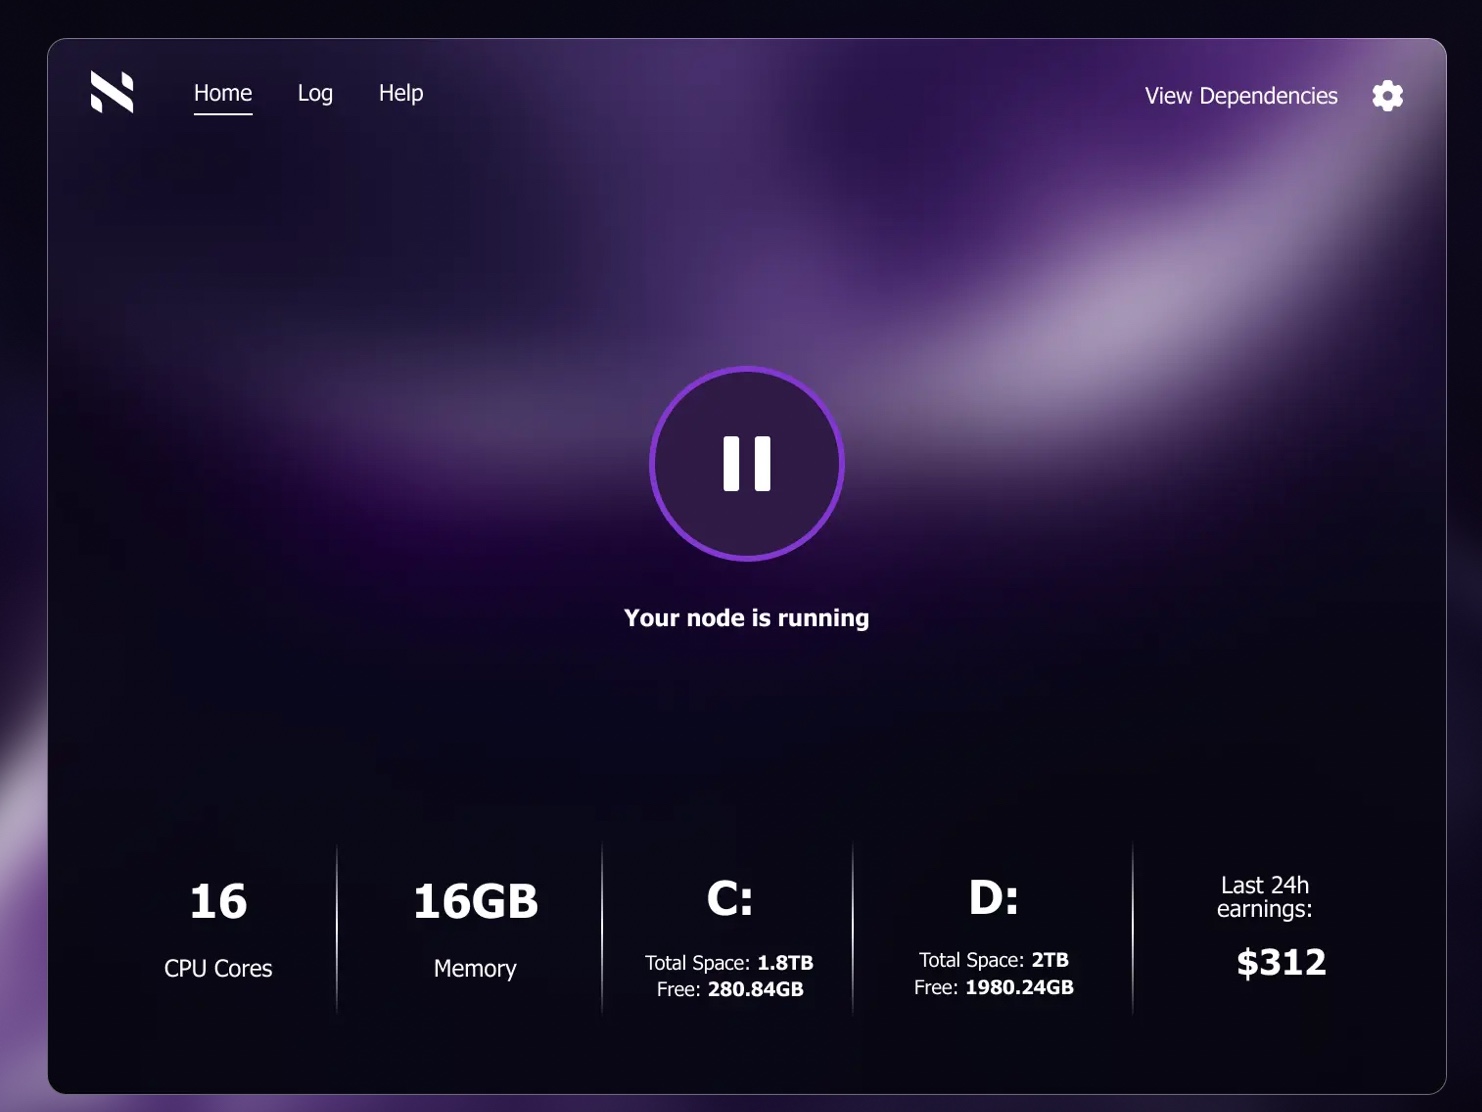 Home
Log
Help
View Dependencies
Your node is running
16
CPU Cores
16GB
Memory
C:
Total Space: 1.8TB
Free: 280.84GB
D:
Total Space: 2TB
Free: 1980.24GB
Last 24h
earnings:
$312